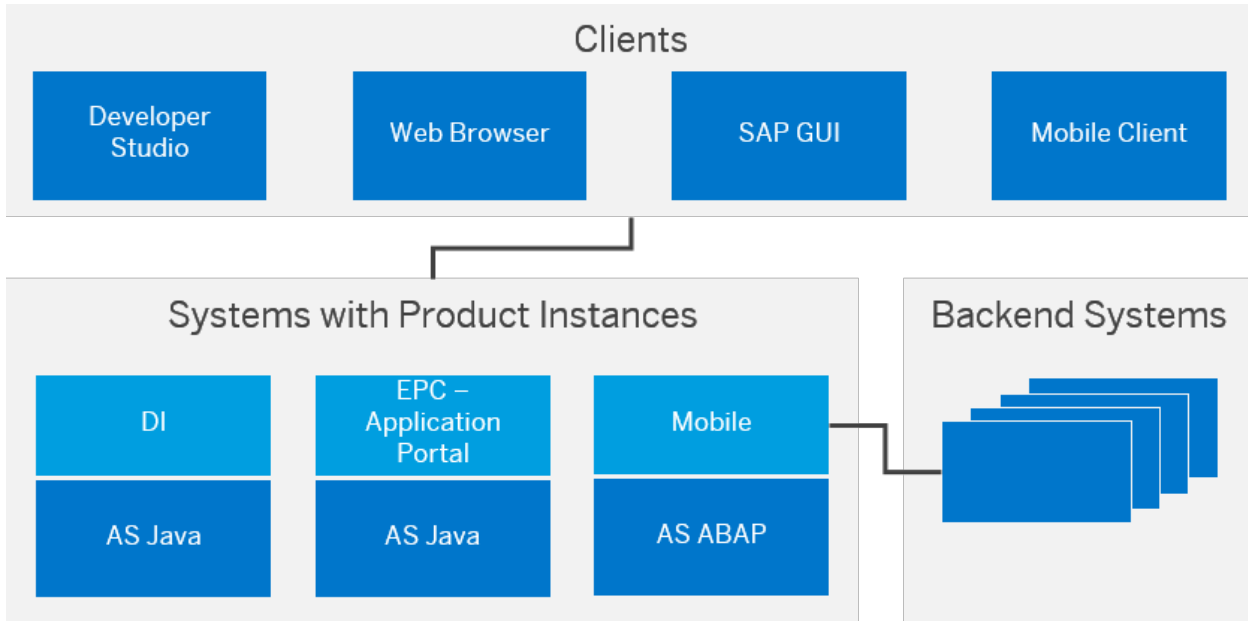 Clients
Developer
Studio
Web Browser
SAP GUI
Mobile Client
Systems with Product Instances
Backend Systems
DI
EPC –
Application
Portal
Mobile
AS Java
AS Java
AS ABAP